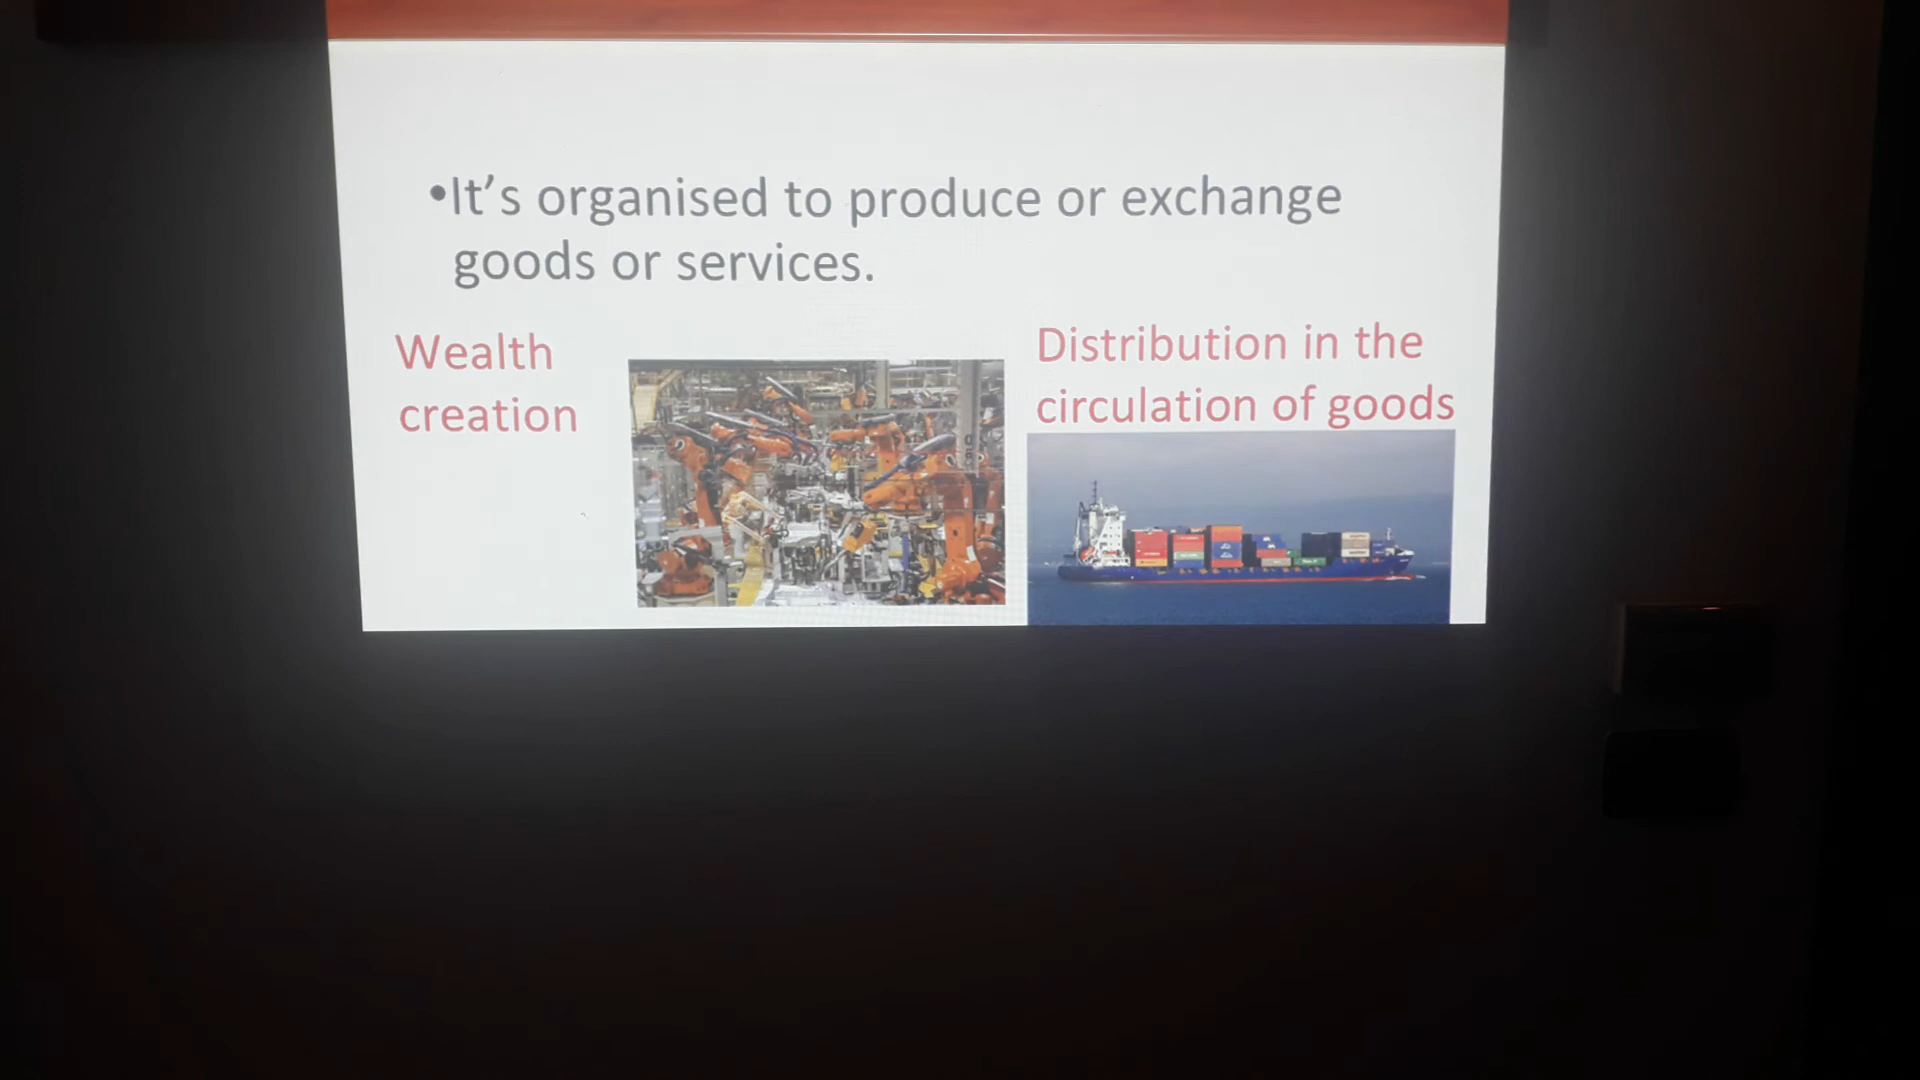 •It's organised to produce or exchange
goods or services.
Wealth
creation
Distribution in the
circulation of goods